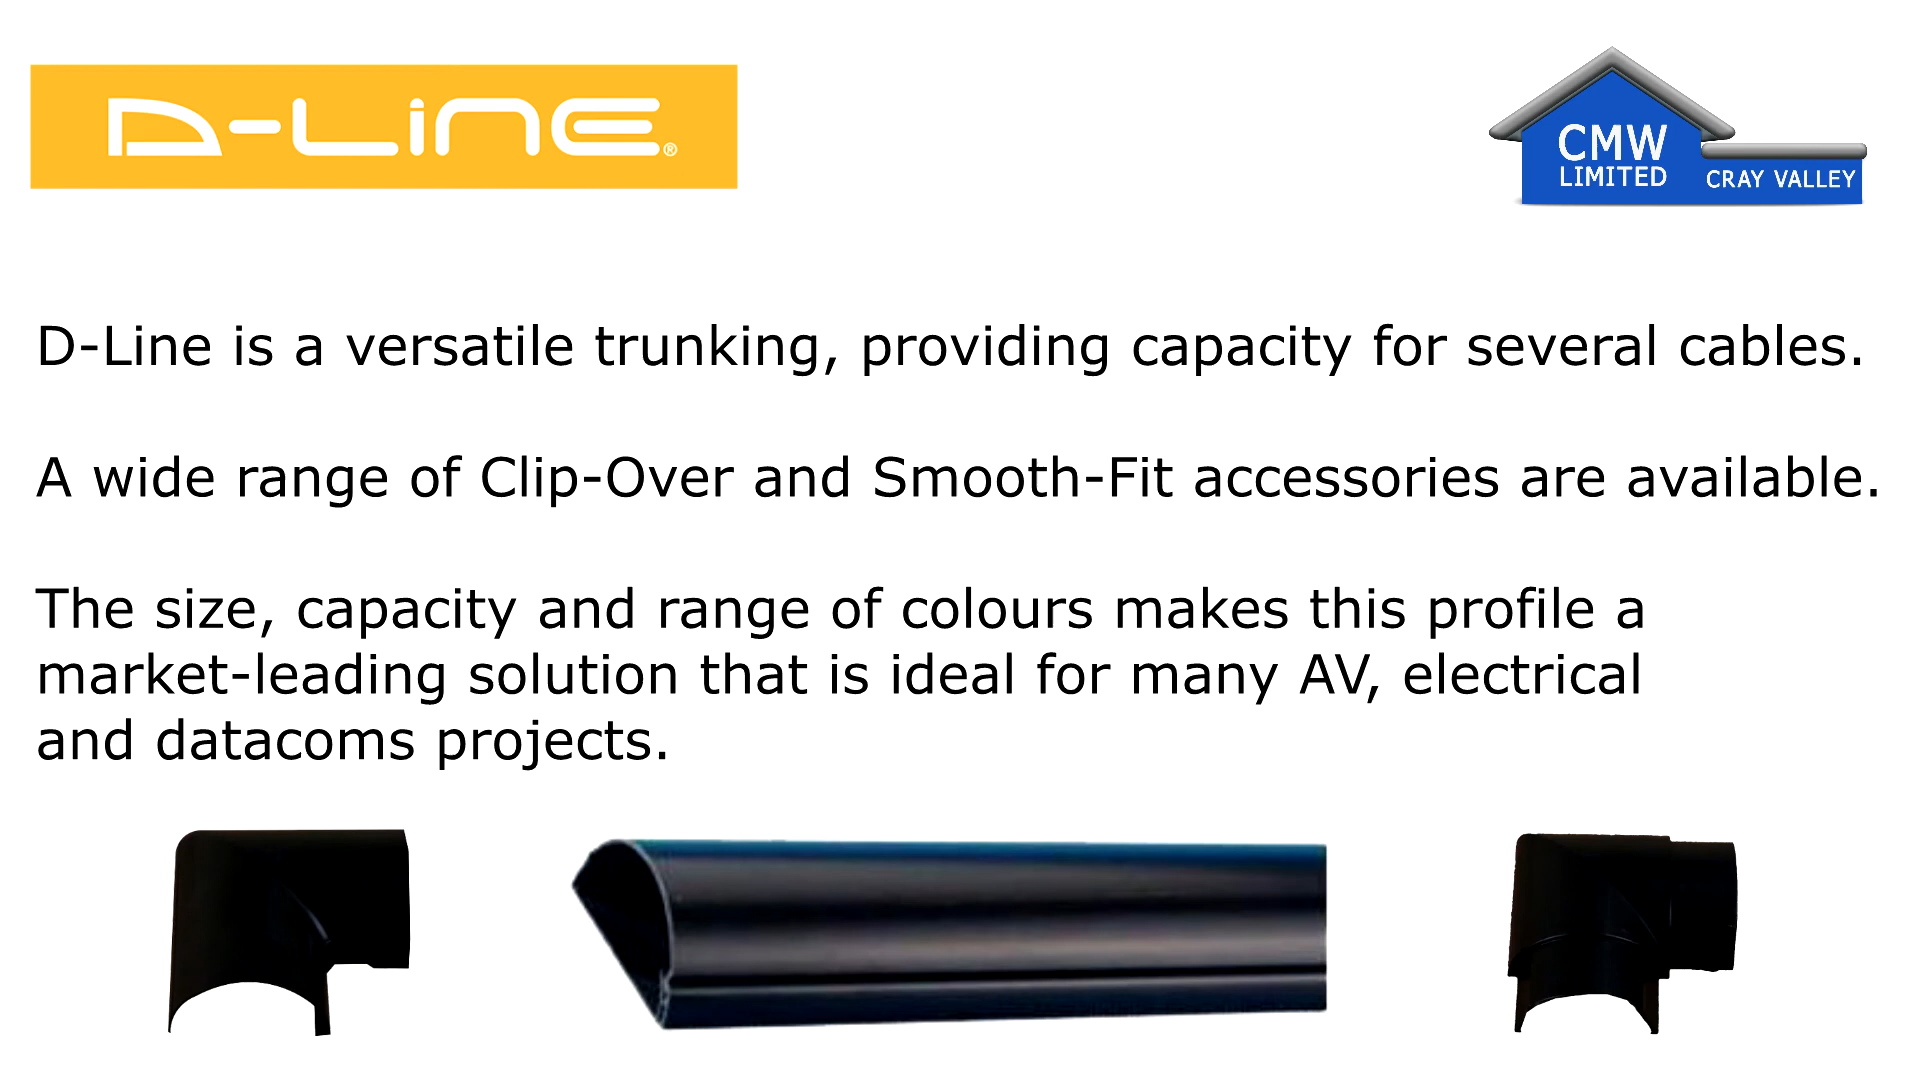 D-Line®
CMW
LIMITED
CRAY VALLEY
D-Line is a versatile trunking, providing capacity for several cables.
A wide range of Clip-Over and Smooth-Fit accessories are available.
The size, capacity and range of colours makes this profile a
market-leading solution that is ideal for many AV, electrical
and datacoms projects.